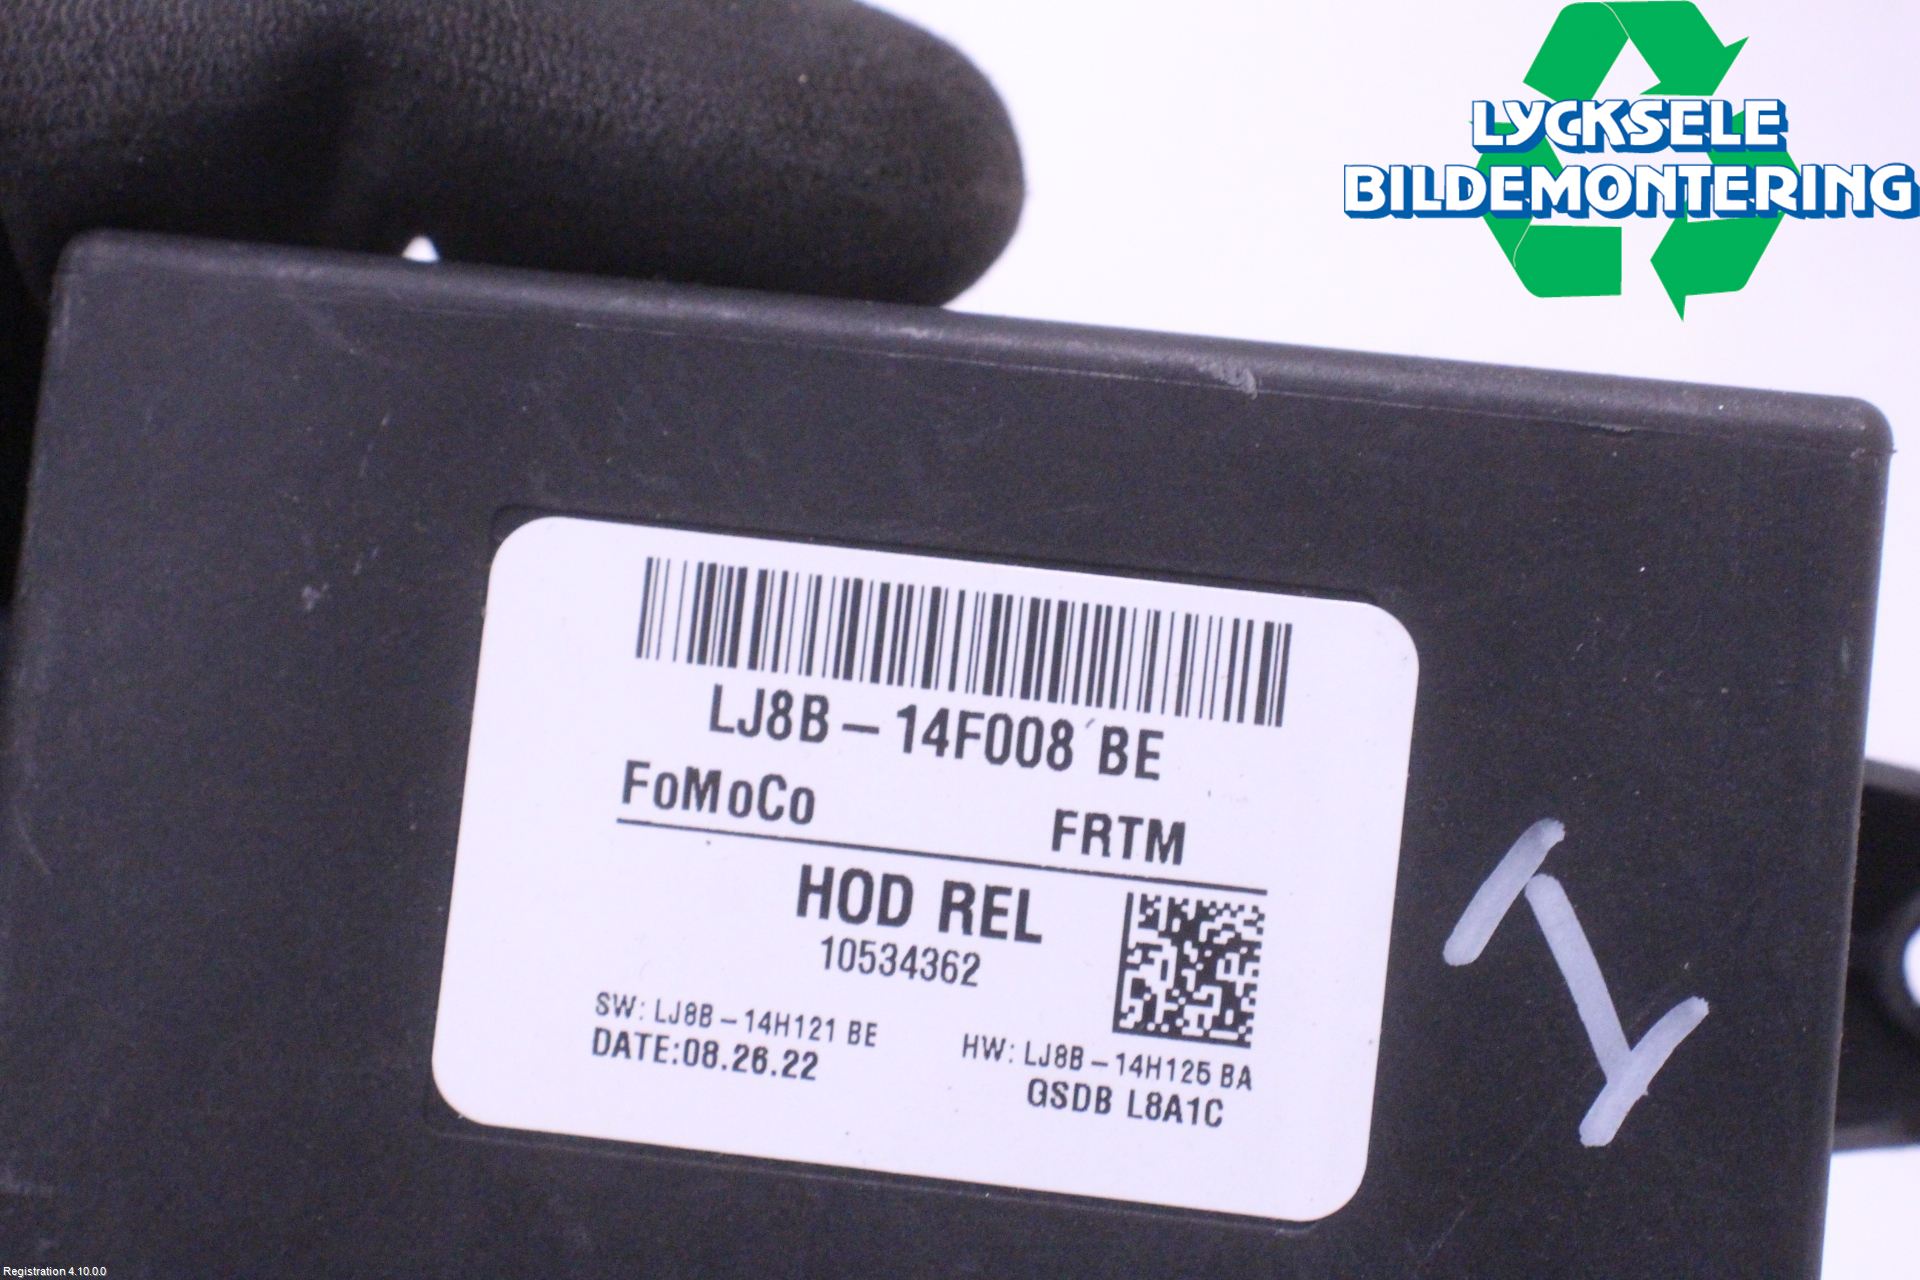 LYCKSELE
BILDEMONTERING
LJ8B – 14F008 BE
FoMoCo FRTM
HOD REL
10534362
SW: LJ8B – 14H121 BE
HW: LJ8B – 14H125 BA
DATE:08.26.22
GSDB L8A1C
I
Registration 4.10.0.0